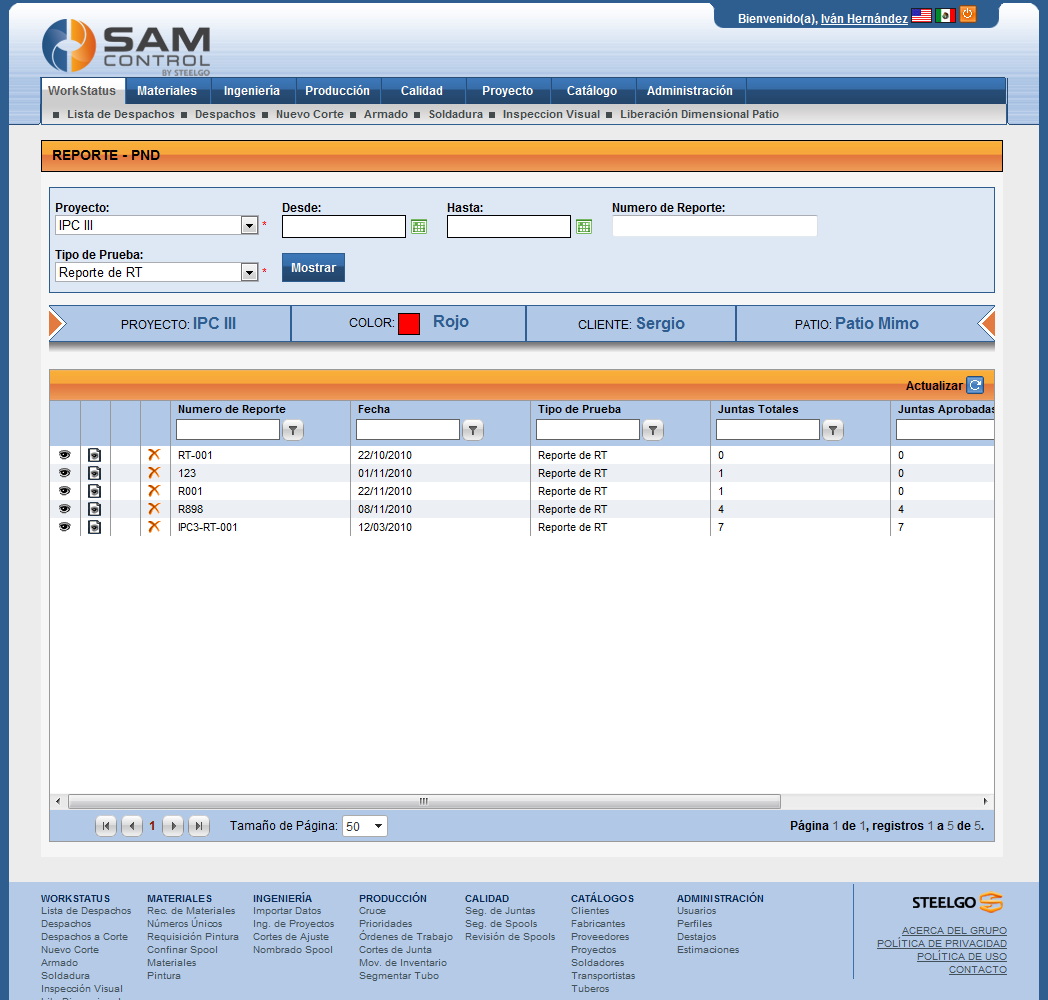 Bienvenido(a), Iván Hernández
SAM
CONTROL
BY STEELGO
WorkStatus Materiales Ingeniería Producción Calidad Proyecto Catálogo Administración
Lista de Despachos Despachos Nuevo Corte Armado Soldadura Inspeccion Visual Liberación Dimensional Patio
REPORTE - PND
Proyecto: Desde: Hasta: Numero de Reporte:
IPC III *
Tipo de Prueba:
Reporte de RT * Mostrar
PROYECTO: IPC III COLOR: Rojo CLIENTE: Sergio PATIO: Patio Mimo
Actualizar
Numero de Reporte Fecha Tipo de Prueba Juntas Totales Juntas Aprobadas
RT-001 22/10/2010 Reporte de RT 0 0
123 01/11/2010 Reporte de RT 1 0
R001 22/11/2010 Reporte de RT 1 0
R898 08/11/2010 Reporte de RT 4 4
IPC3-RT-001 12/03/2010 Reporte de RT 7 7
1 Tamaño de Página: 50 Página 1 de 1, registros 1 a 5 de 5.
WORKSTATUS MATERIALES INGENIERÍA PRODUCCIÓN CALIDAD CATÁLOGOS ADMINISTRACIÓN
Lista de Despachos Rec. de Materiales Importar Datos Cruce Seg. de Juntas Clientes Usuarios
Despachos Números Únicos Ing. de Proyectos Prioridades Seg. de Spools Fabricantes Perfiles
Despachos a Corte Requisición Pintura Cortes de Ajuste Órdenes de Trabajo Revisión de Spools Proveedores Destajos
Nuevo Corte Confinar Spool Nombrado Spool Cortes de Junta Proyectos Estimaciones
Armado Materiales Mov. de Inventario Soldadores
Soldadura Pintura Segmentar Tubo Transportistas
Inspección Visual Tuberos
STEELGO
ACERCA DEL GRUPO
POLÍTICA DE PRIVACIDAD
POLÍTICA DE USO
CONTACTO